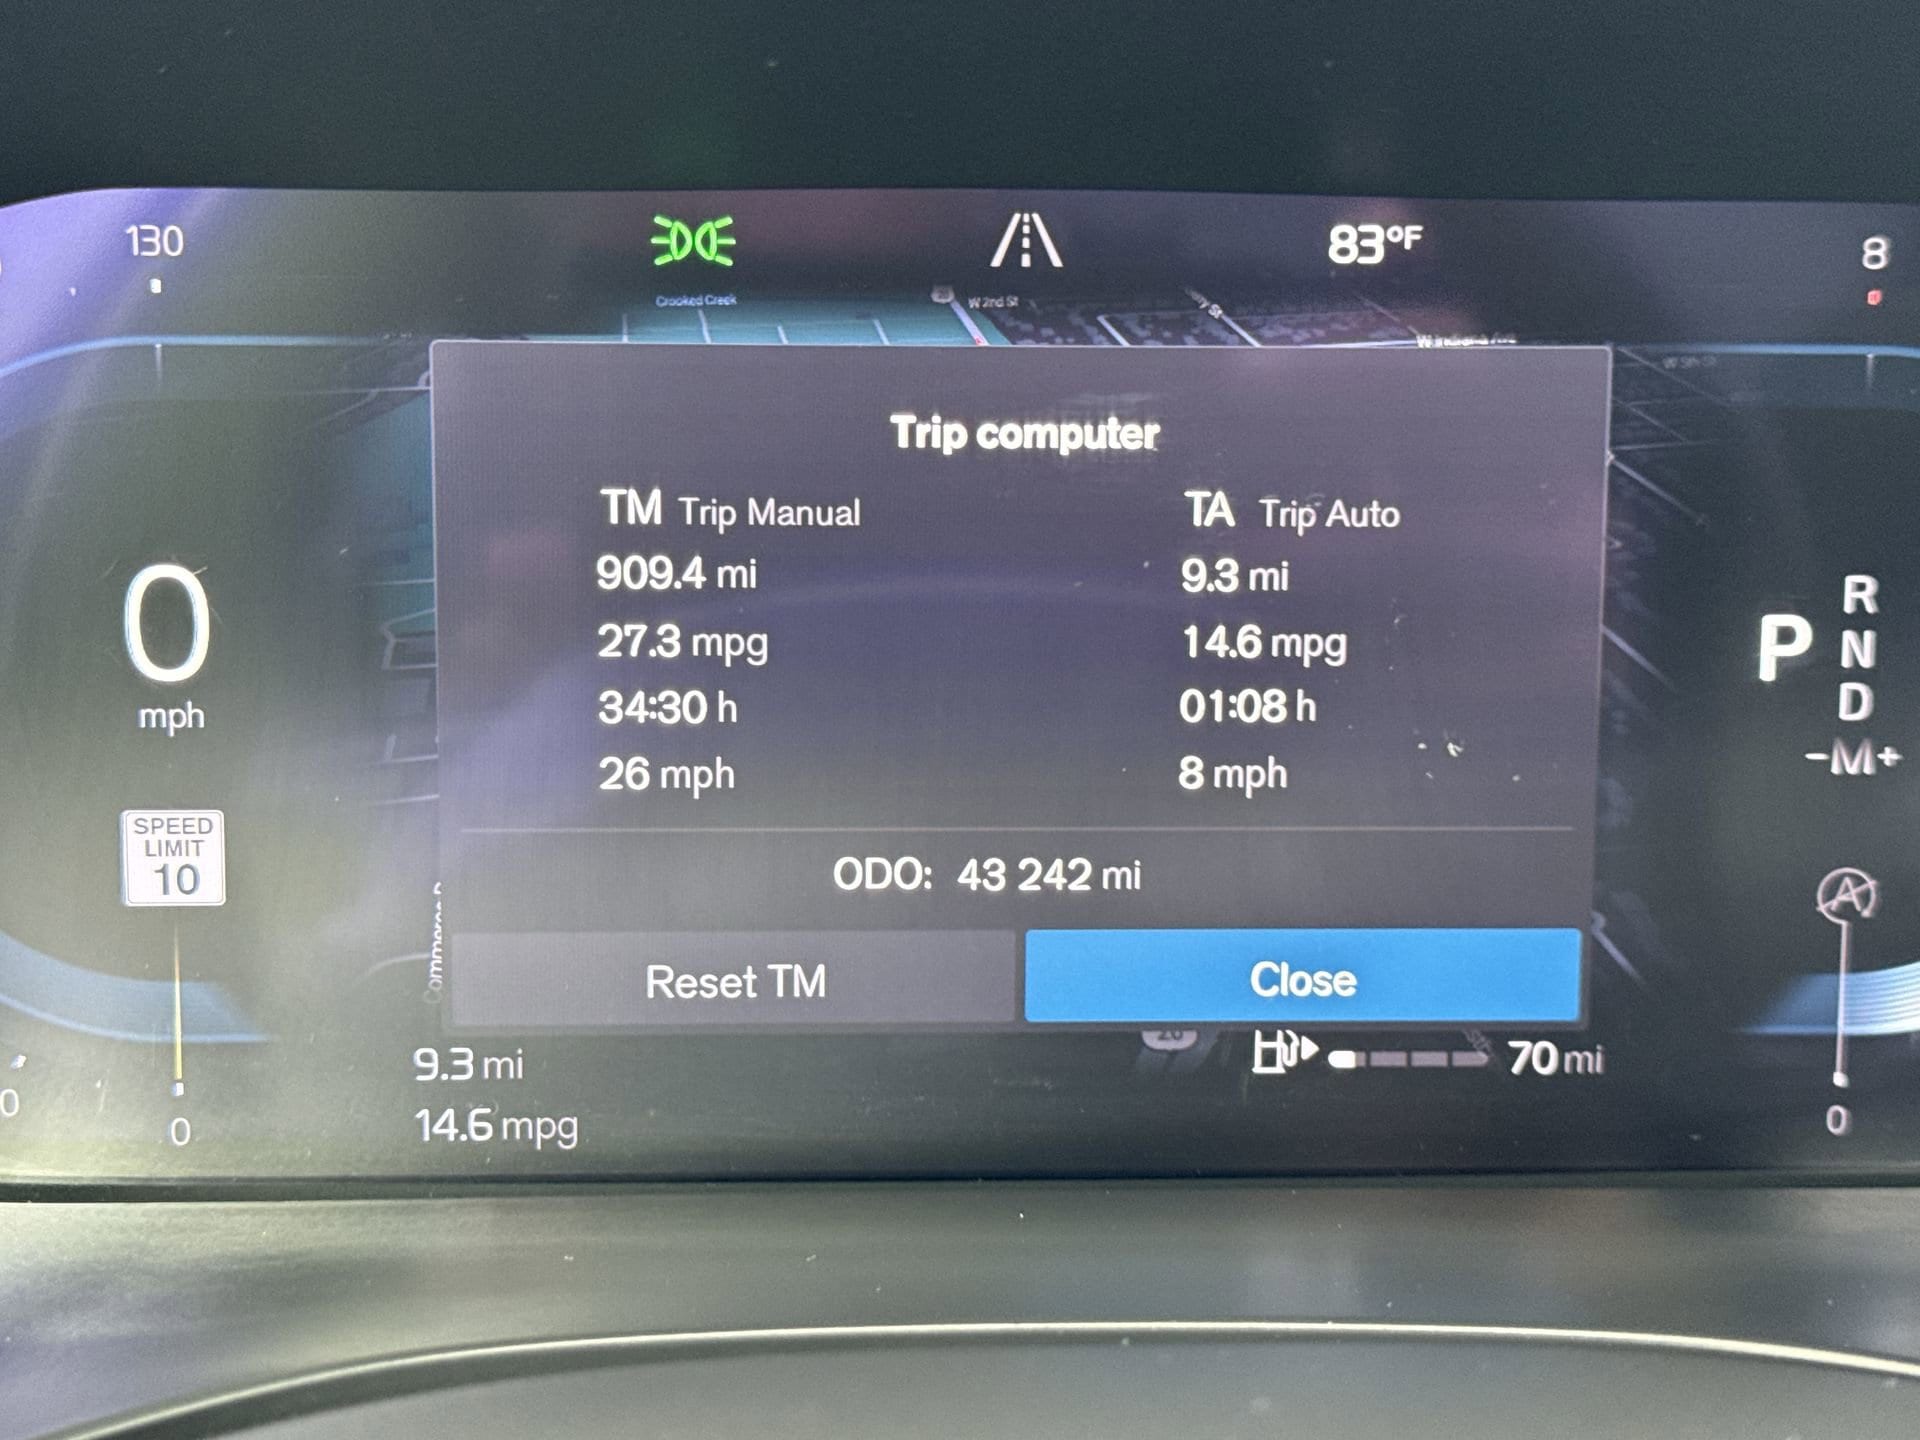 130
83°F
8
Crooked Creek
W 2nd St
Trip computer
TM Trip Manual
TA Trip Auto
909.4 mi
9.3 mi
27.3 mpg
14.6 mpg
34:30 h
01:08 h
26 mph
8 mph
ODO: 43 242 mi
Reset TM
Close
0
mph
SPEED
LIMIT
10
P
R
N
D
-M+
A
9.3 mi
14.6 mpg
70 mi
0
0
0